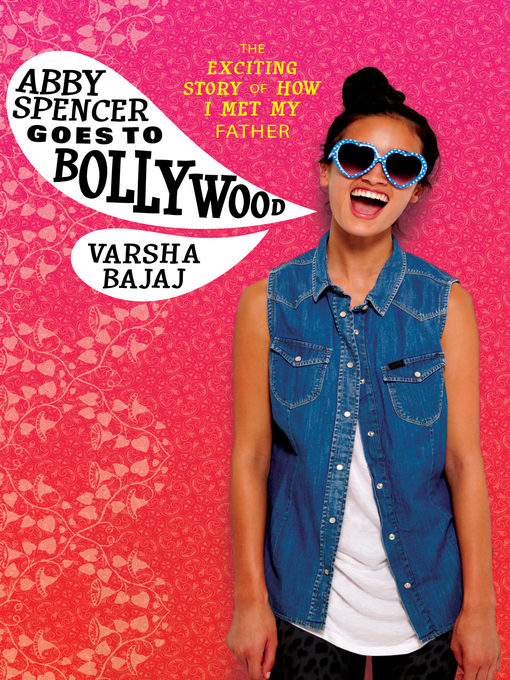 THE
EXCITING
STORY OF HOW
I MET MY
FATHER
ABBY
SPENCER
GOES TO
BOLLYWOOD
VARSHA
BAJAJ